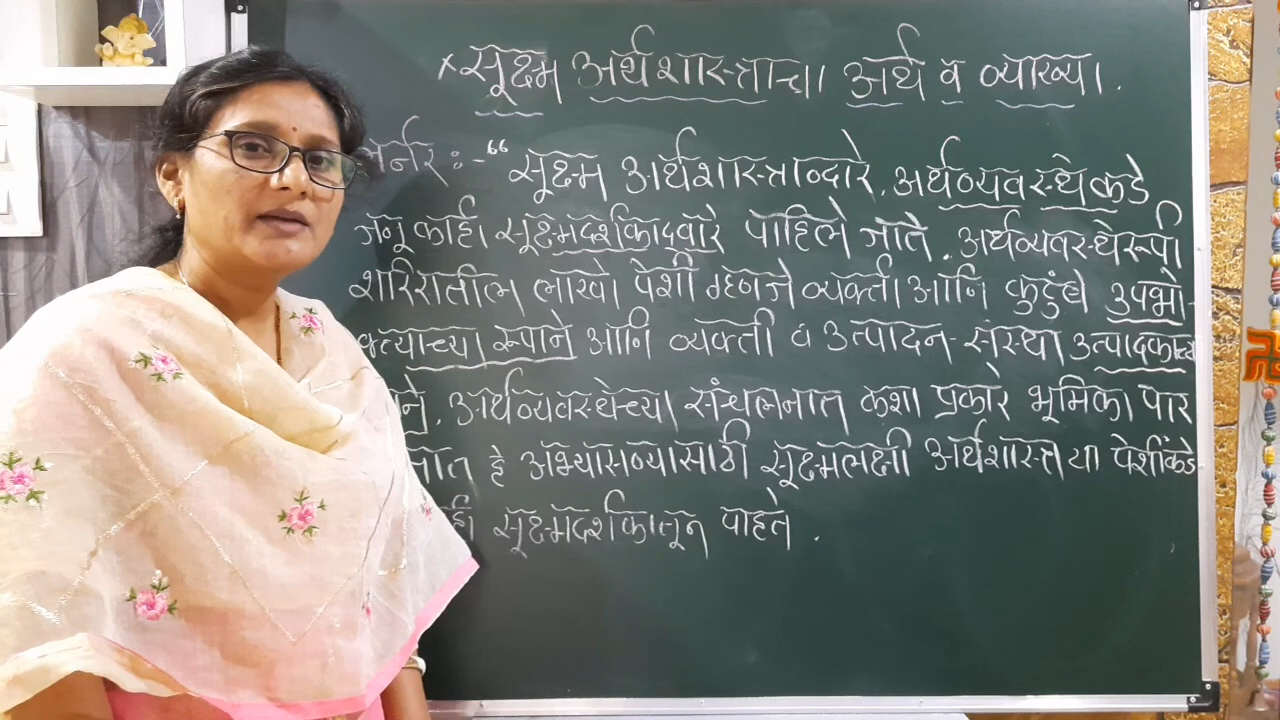 × सूक्ष्म अर्थशास्त्राचा अर्थ व व्याख्या.
लर्नर :- “ सूक्ष्म अर्थशास्त्राव्दारे, अर्थव्यवस्थेकडे
जणू काही सूक्ष्मदर्शकाद्वारे पाहिले जाते. अर्थव्यवस्थेरूपी
शरिरातील लाखो पेशी म्हणजे व्यक्ती आणि कुटुंबे उपभो-
क्त्याच्या रूपाने आणि व्यक्ती व उत्पादन-संस्था उत्पादकाच्या
अर्थव्यवस्थेच्या संचलनात कशा प्रकारे भूमिका पार
हे अभ्यासण्यासाठी सूक्ष्मलक्षी अर्थशास्त्र या पेशींकडे
सूक्ष्मदर्शकातून पाहते.